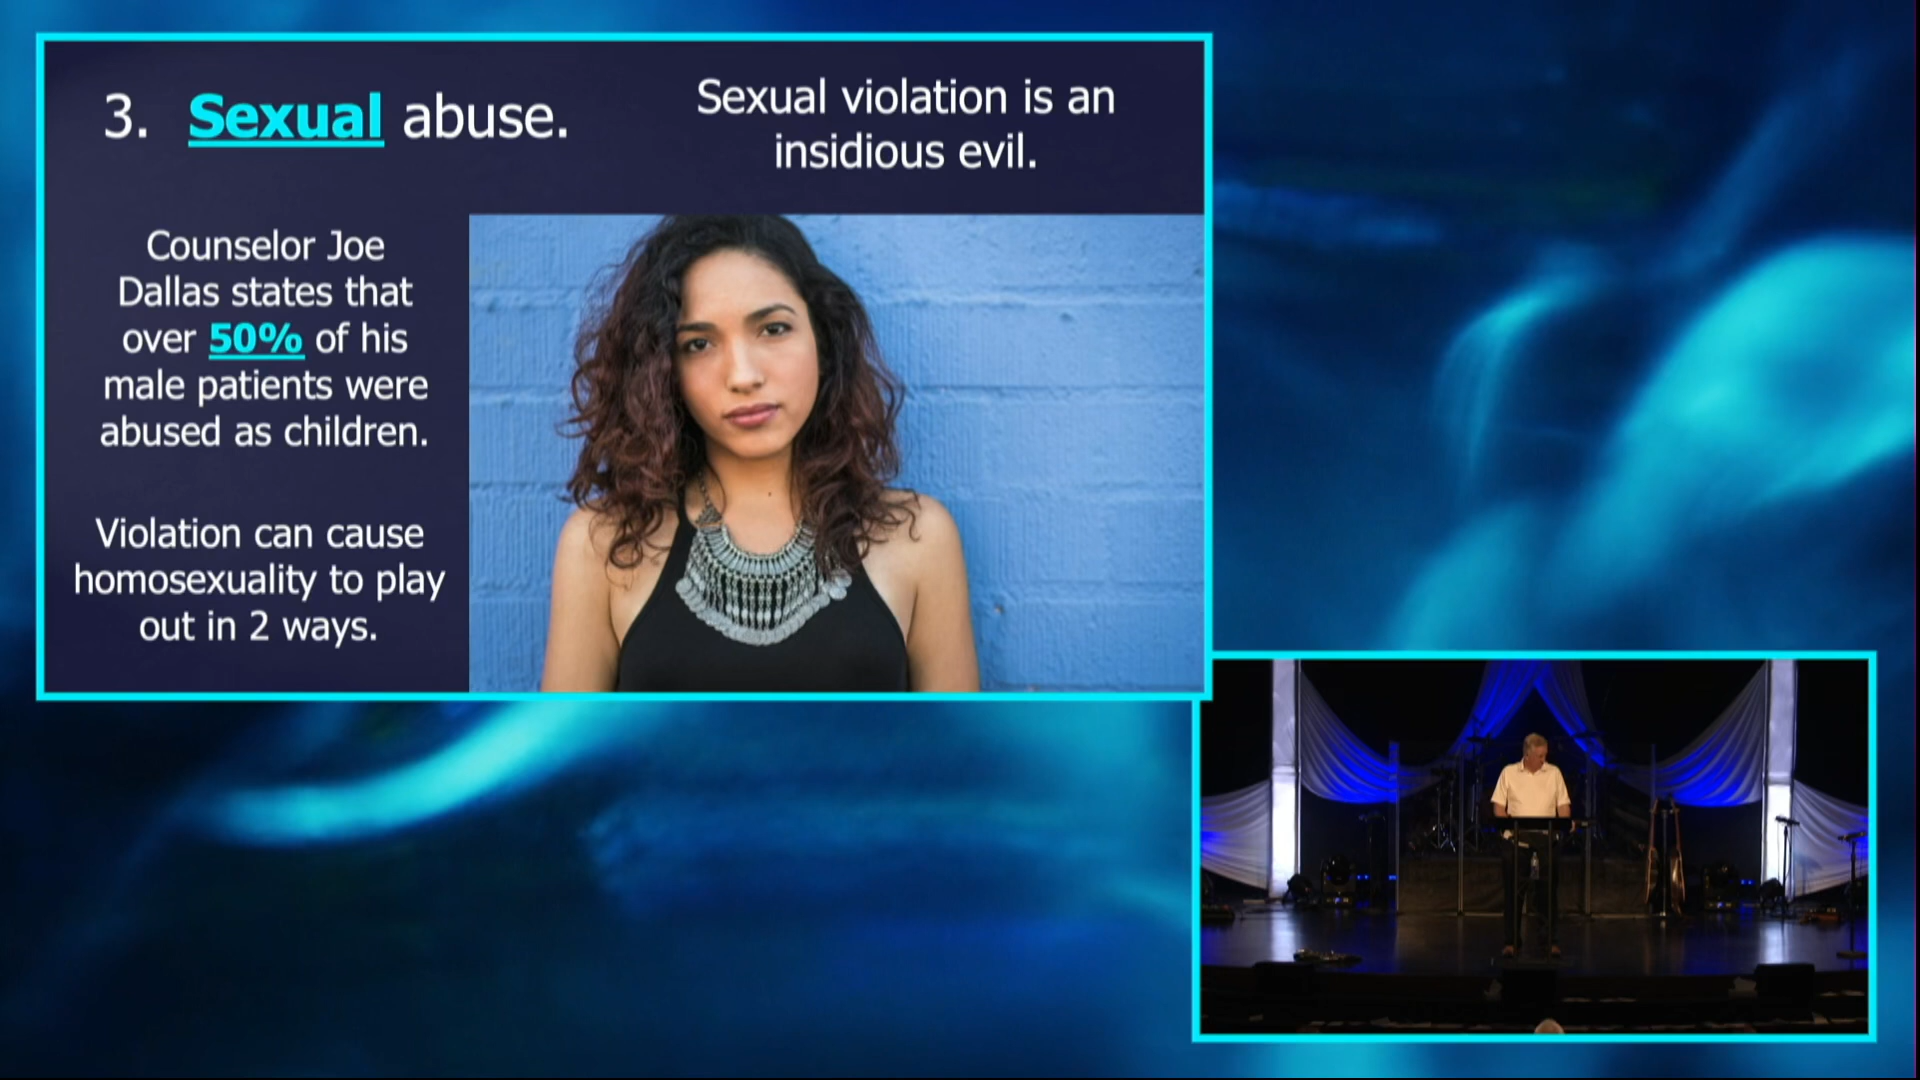 3. Sexual abuse.
Sexual violation is an
insidious evil.
Counselor Joe
Dallas states that
over 50% of his
male patients were
abused as children.
Violation can cause
homosexuality to play
out in 2 ways.